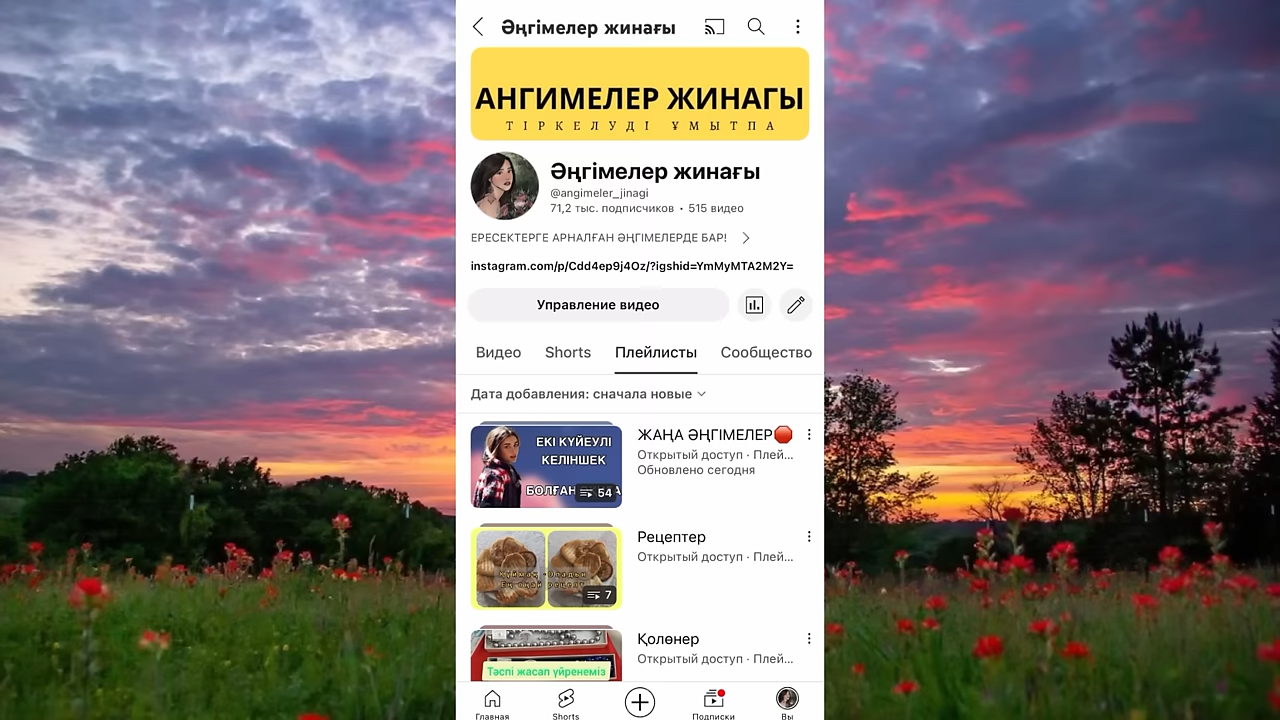 Әңгімелер жинағы
АНГИМЕЛЕР ЖИНАГЫ
ТІРКЕЛУДІ ҰМЫТПА
Әңгімелер жинағы
@angimeler_jinagi
71,2 тыс. подписчиков • 515 видео
ЕРЕСЕКТЕРГЕ АРНАЛҒАН ӘҢГІМЕЛЕРДЕ БАР!
instagram.com/p/Cdd4ep9j4Oz/?igshid=YmMyMTA2M2Y=
Управление видео
Видео Shorts Плейлисты Сообщество
Дата добавления: сначала новые
ЕКІ КҮЙЕУЛІ
КЕЛІНШЕК
54
ЖАҢА ӘҢГІМЕЛЕР
Открытый доступ · Плей...
Обновлено сегодня
7
Рецептер
Открытый доступ · Плей...
Тәспі жасап үйренеміз
Қолөнер
Открытый доступ · Плей...
Главная Shorts Подписки Вы